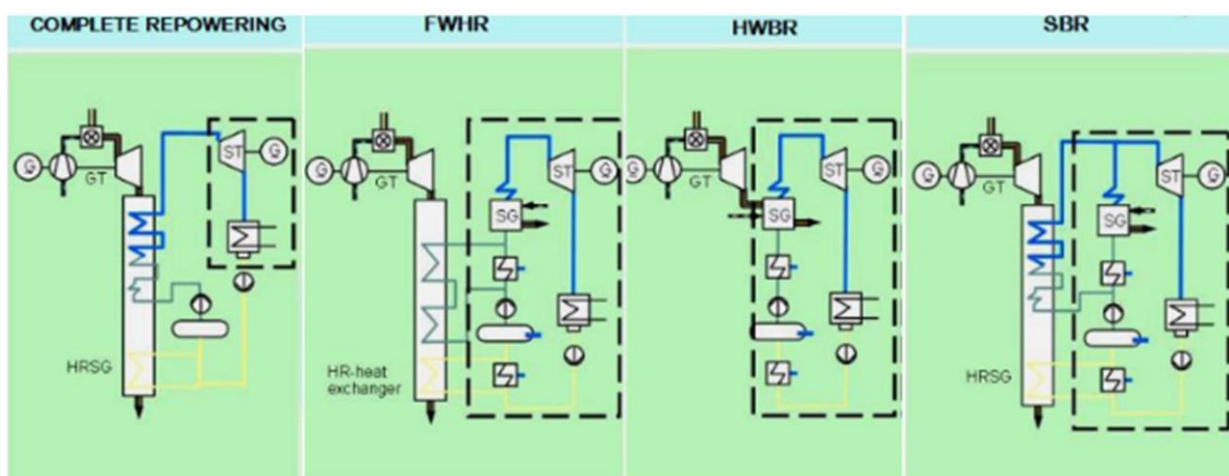 COMPLETE REPOWERING
FWHR
HWBR
SBR
G
GT
ST
G
HRSG
G
GT
ST
G
SG
HR-heat
exchanger
G
GT
ST
G
SG
G
GT
ST
G
SG
HRSG